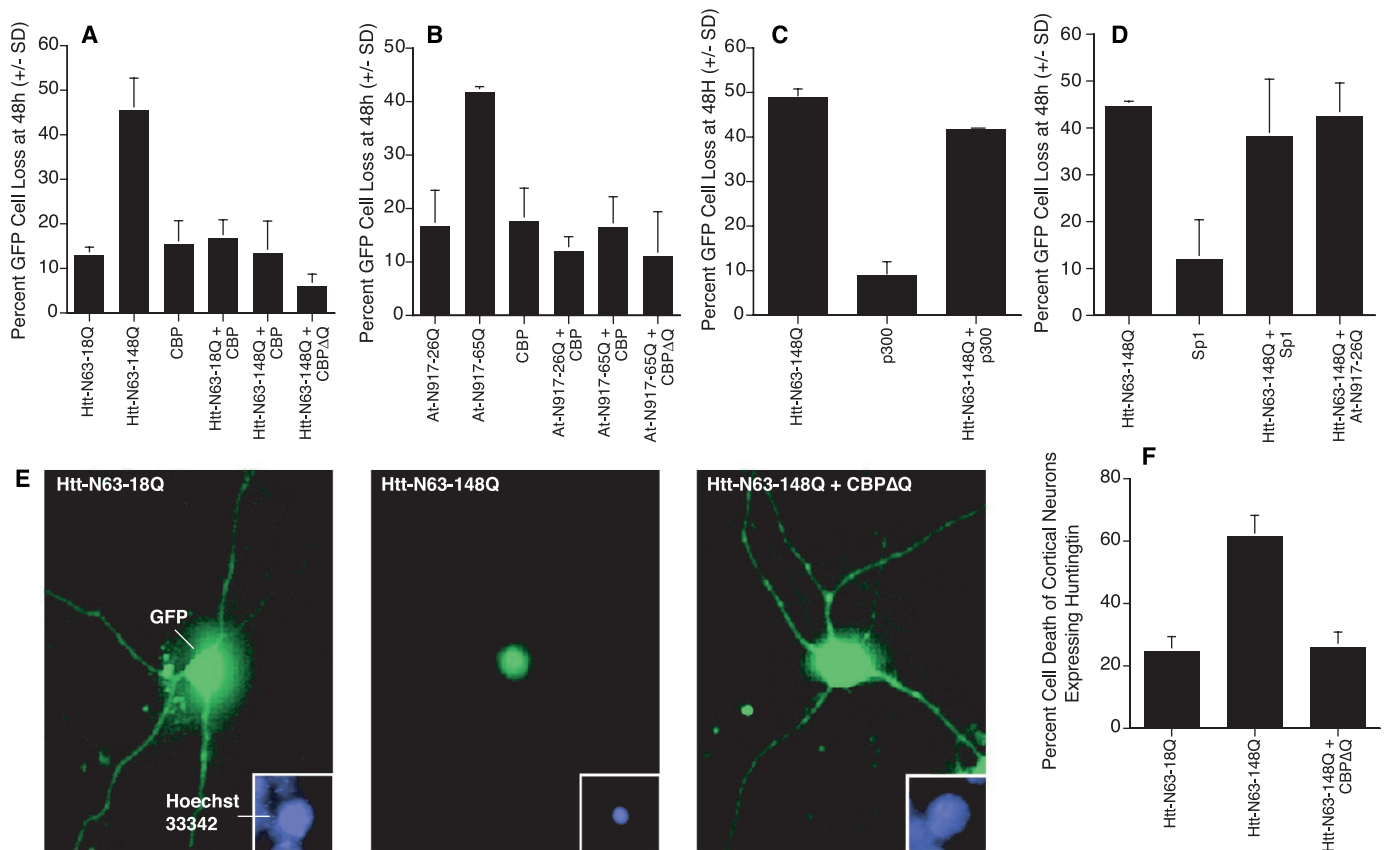 A
Percent GFP Cell Loss at 48h (+/- SD)
60
50
40
30
20
10
0
Htt-N63-18Q
Htt-N63-148Q
CBP
Htt-N63-18Q +
CBP
Htt-N63-148Q +
CBP
Htt-N63-148Q +
CBPΔQ
B
Percent GFP Cell Loss at 48h (+/- SD)
50
40
30
20
10
0
At-N917-26Q
At-N917-65Q
CBP
At-N917-26Q +
CBP
At-N917-65Q +
CBP
At-N917-65Q +
CBPΔQ
C
Percent GFP Cell Loss at 48H (+/- SD)
60
50
40
30
20
10
0
Htt-N63-148Q
p300
Htt-N63-148Q +
p300
D
Percent GFP Cell Loss at 48h (+/- SD)
60
50
40
30
20
10
0
Htt-N63-148Q
Sp1
Htt-N63-148Q +
Sp1
Htt-N63-148Q +
At-N917-26Q
E
Htt-N63-18Q
GFP
Hoechst
33342
Htt-N63-148Q
Htt-N63-148Q + CBPΔQ
F
Percent Cell Death of Cortical Neurons
Expressing Huntingtin
80
60
40
20
0
Htt-N63-18Q
Htt-N63-148Q
Htt-N63-148Q +
CBPΔQ